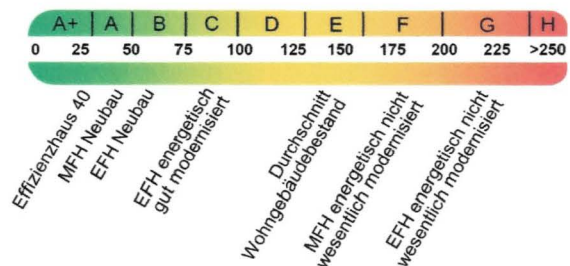 A+ A B C D E F G H
0 25 50 75 100 125 150 175 200 225 >250
Effizienzhaus 40
MFH Neubau
EFH Neubau
EFH energetisch
gut modernisiert
Durchschnitt
Wohngebäudebestand
MFH energetisch nicht
wesentlich modernisiert
EFH energetisch nicht
wesentlich modernisiert